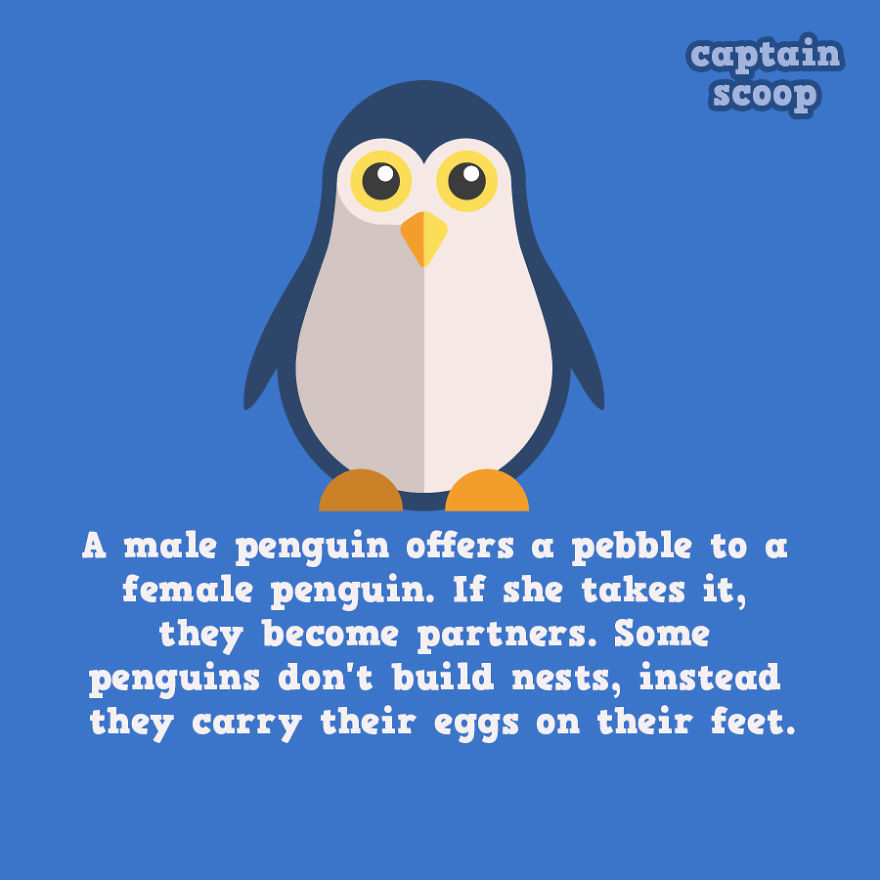 captain
scoop
A male penguin offers a pebble to a
female penguin. If she takes it,
they become partners. Some
penguins don't build nests, instead
they carry their eggs on their feet.